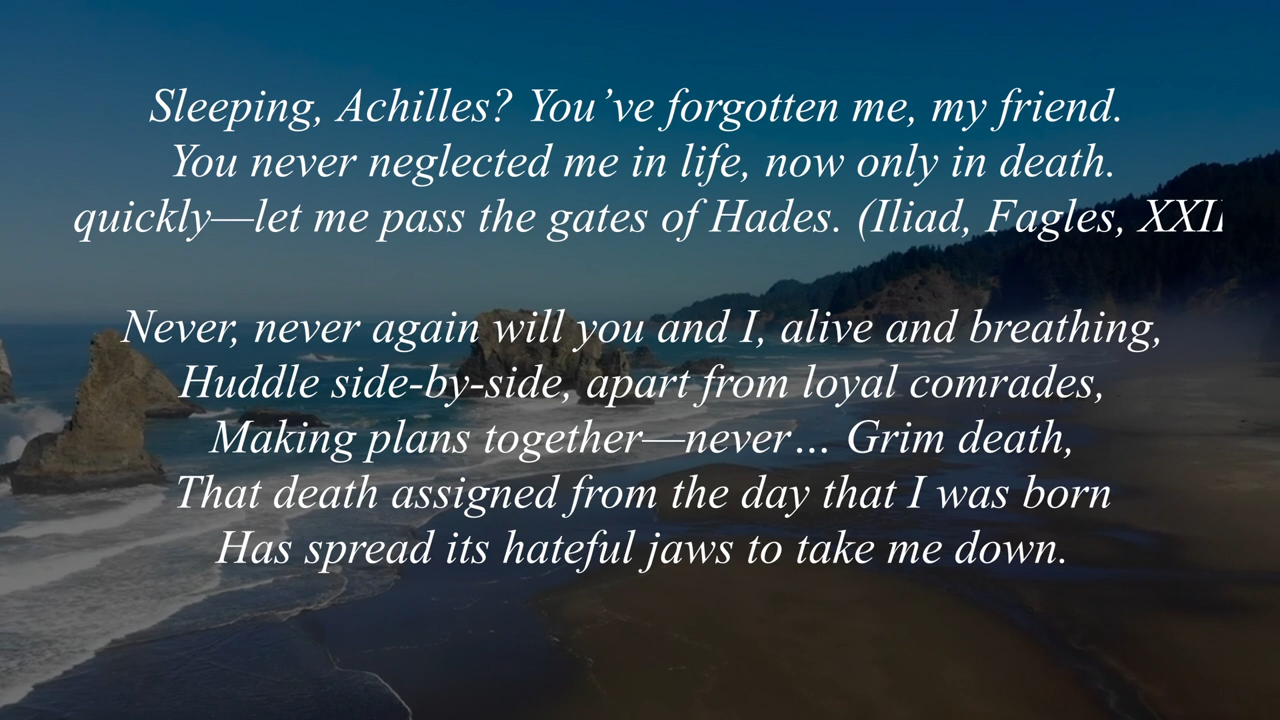 Sleeping, Achilles? You’ve forgotten me, my friend.
You never neglected me in life, now only in death.
quickly—let me pass the gates of Hades. (Iliad, Fagles, XXII
Never, never again will you and I, alive and breathing,
Huddle side-by-side, apart from loyal comrades,
Making plans together—never… Grim death,
That death assigned from the day that I was born
Has spread its hateful jaws to take me down.